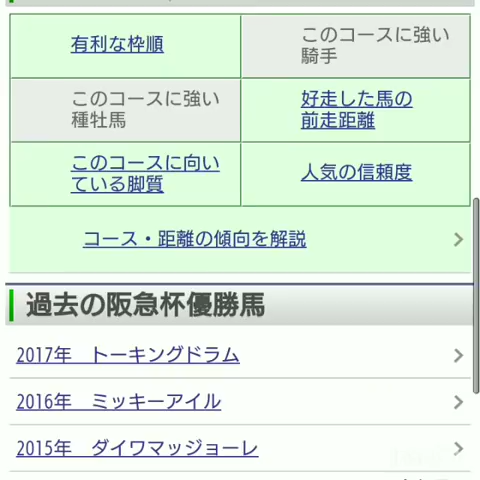 有利な枠順
このコースに強い
騎手
このコースに強い
種牡馬
好走した馬の
前走距離
このコースに向い
ている脚質
人気の信頼度
コース・距離の傾向を解説
過去の阪急杯優勝馬
2017年　トーキングドラム
2016年　ミッキーアイル
2015年　ダイワマッジョーレ